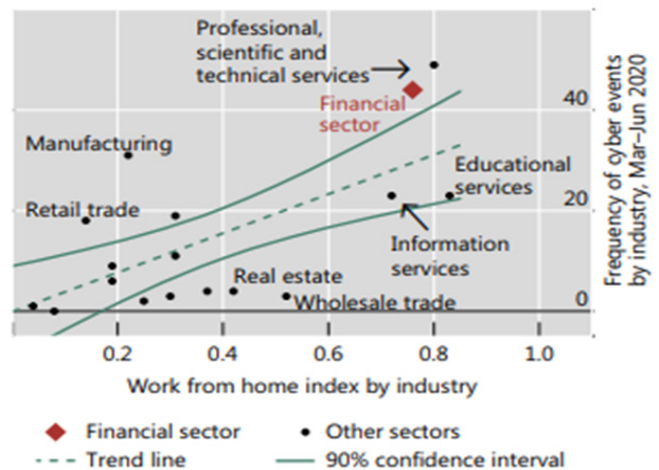 Professional,
scientific and
technical services
Financial
sector
Manufacturing
Retail trade
Educational
services
Information
services
Real estate
Wholesale trade
40
20
0
Frequency of cyber events
by industry, Mar–Jun 2020
0.2 0.4 0.6 0.8 1.0
Work from home index by industry
Financial sector Other sectors
Trend line 90% confidence interval